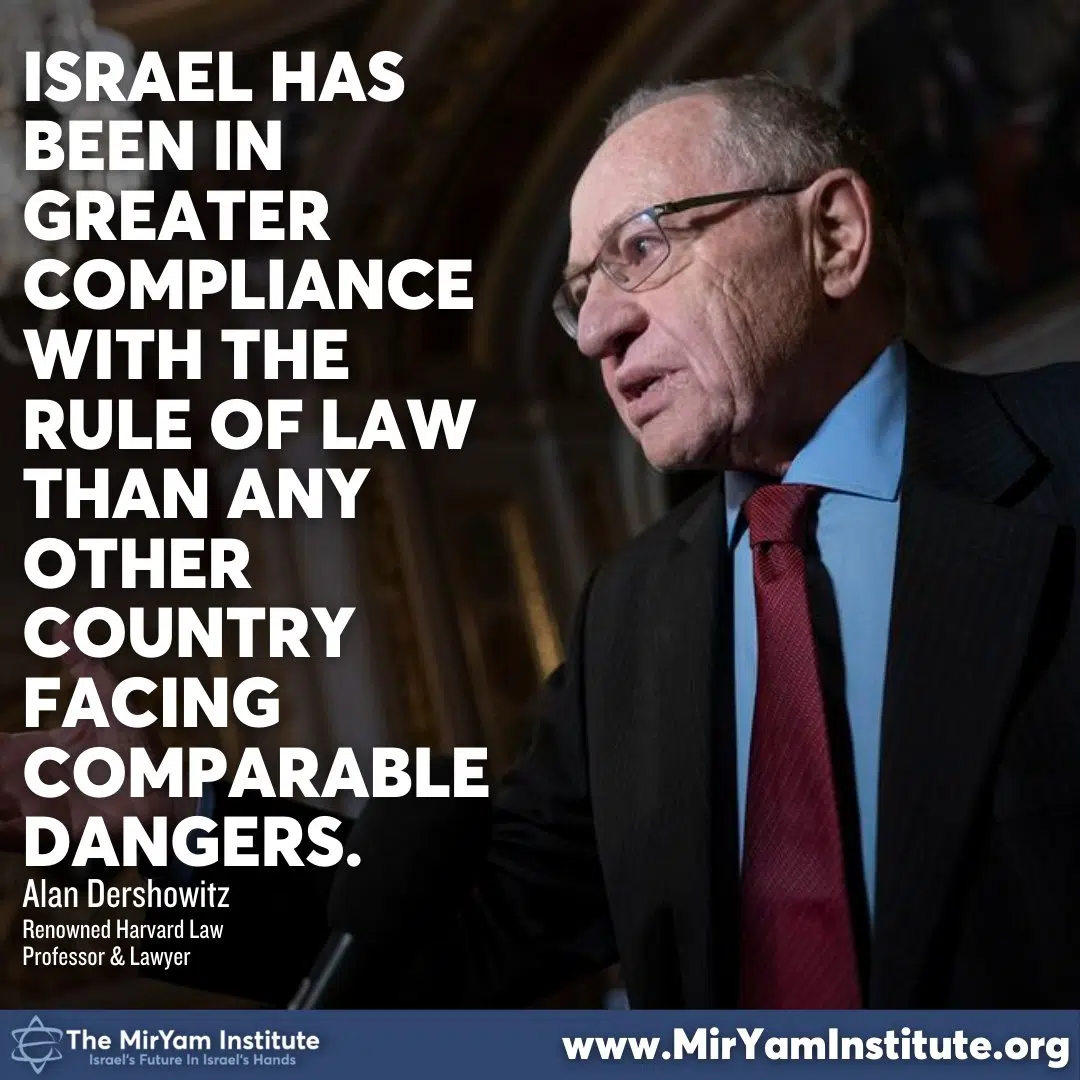 ISRAEL HAS
BEEN IN
GREATER
COMPLIANCE
WITH THE
RULE OF LAW
THAN ANY
OTHER
COUNTRY
FACING
COMPARABLE
DANGERS.
Alan Dershowitz
Renowned Harvard Law
Professor & Lawyer
The MirYam Institute
Israel's Future In Israel's Hands
www.MirYamInstitute.org